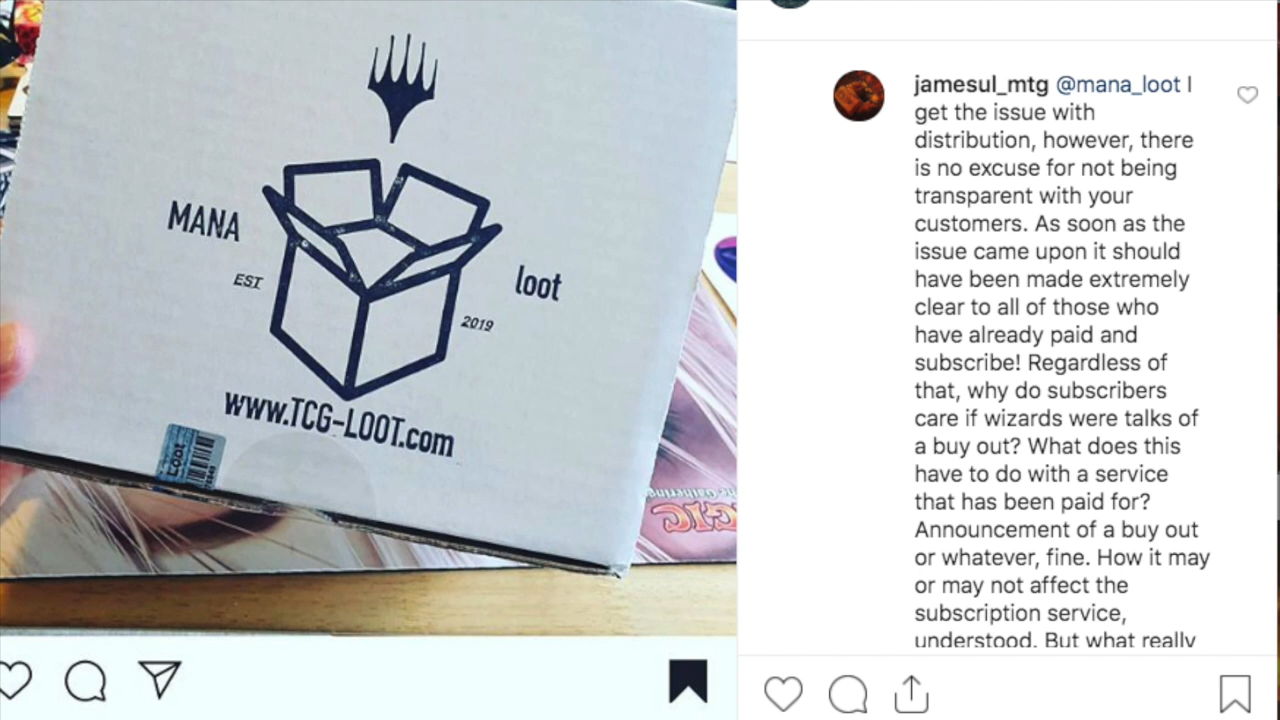 MANA
EST
loot
2019
www.TCG-LOOT.com
Loot
he Gathering
jamesul_mtg @mana_loot I
get the issue with
distribution, however, there
is no excuse for not being
transparent with your
customers. As soon as the
issue came upon it should
have been made extremely
clear to all of those who
have already paid and
subscribe! Regardless of
that, why do subscribers
care if wizards were talks of
a buy out? What does this
have to do with a service
that has been paid for?
Announcement of a buy out
or whatever, fine. How it may
or may not affect the
subscription service,
understood. But what really